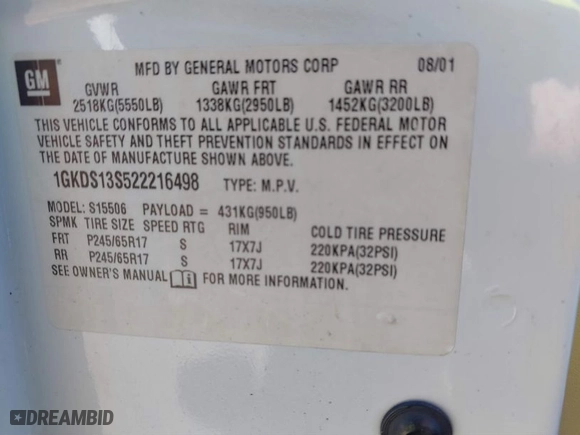 GM
MFD BY GENERAL MOTORS CORP 08/01
GVWR GAWR FRT GAWR RR
2518KG(5550LB) 1338KG(2950LB) 1452KG(3200LB)
THIS VEHICLE CONFORMS TO ALL APPLICABLE U.S. FEDERAL MOTOR
VEHICLE SAFETY AND THEFT PREVENTION STANDARDS IN EFFECT ON
THE DATE OF MANUFACTURE SHOWN ABOVE.
1GKDS13S522216498 TYPE: M.P.V.
MODEL: S15506 PAYLOAD = 431KG(950LB)
SPMK TIRE SIZE SPEED RTG RIM COLD TIRE PRESSURE
FRT P245/65R17 S 17X7J 220KPA(32PSI)
RR P245/65R17 S 17X7J 220KPA(32PSI)
SEE OWNER'S MANUAL FOR MORE INFORMATION.
DREAMBID